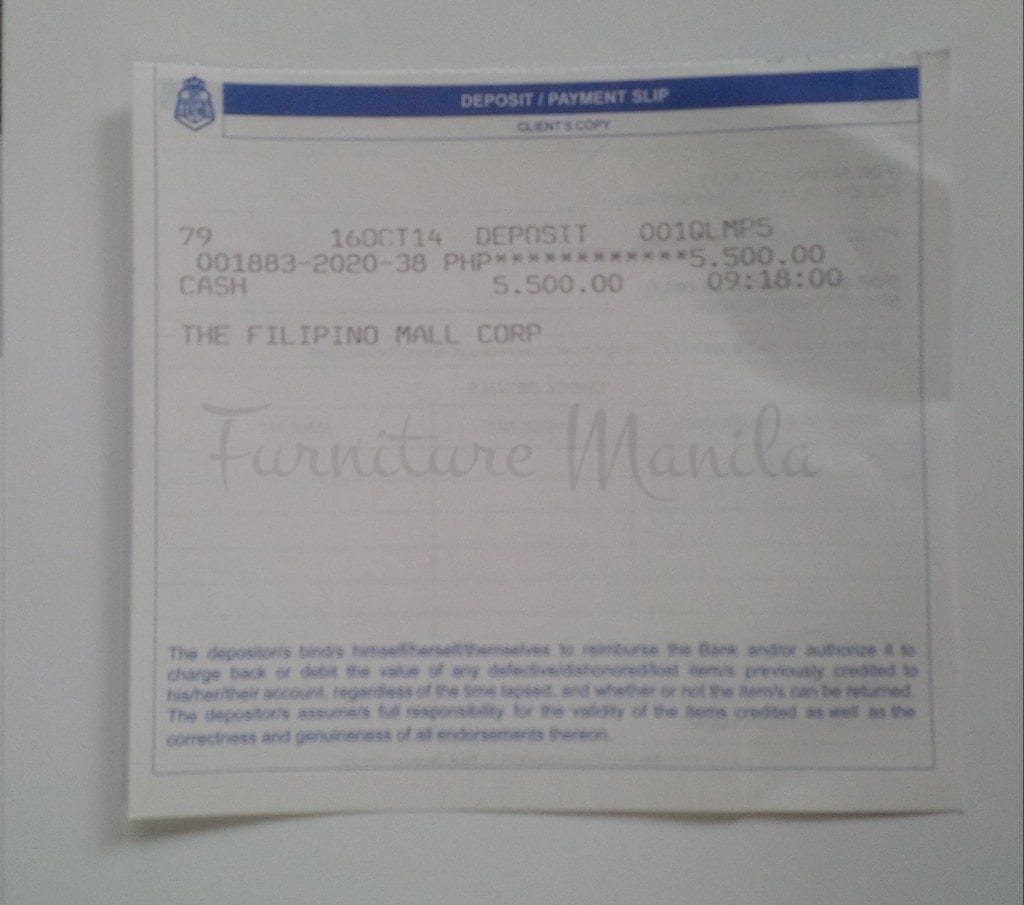 DEPOSIT / PAYMENT SLIP
CLIENT'S COPY
79 16OCT14 DEPOSIT 001QLMPS
001883-2020-38 PHP************5.500.00
CASH 5.500.00 09:18:00
THE FILIPINO MALL CORP
Furniture Manila
The depositor/s bind/s himself/herself/themselves to reimburse the Bank and/or authorize it to
charge back or debit the value of any defective/dishonored/lost item/s previously credited to
his/her/their account, regardless of the time lapsed, and whether or not the item/s can be returned.
The depositor/s assume/s full responsibility for the validity of the items credited as well as the
correctness and genuineness of all endorsements thereon.